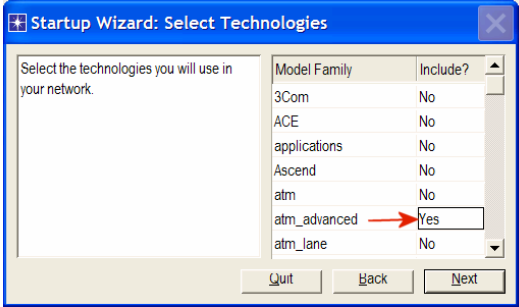 Startup Wizard: Select Technologies
Select the technologies you will use in
your network.
Model Family Include?
3Com No
ACE No
applications No
Ascend No
atm No
atm_advanced Yes
atm_lane No
Quit Back Next